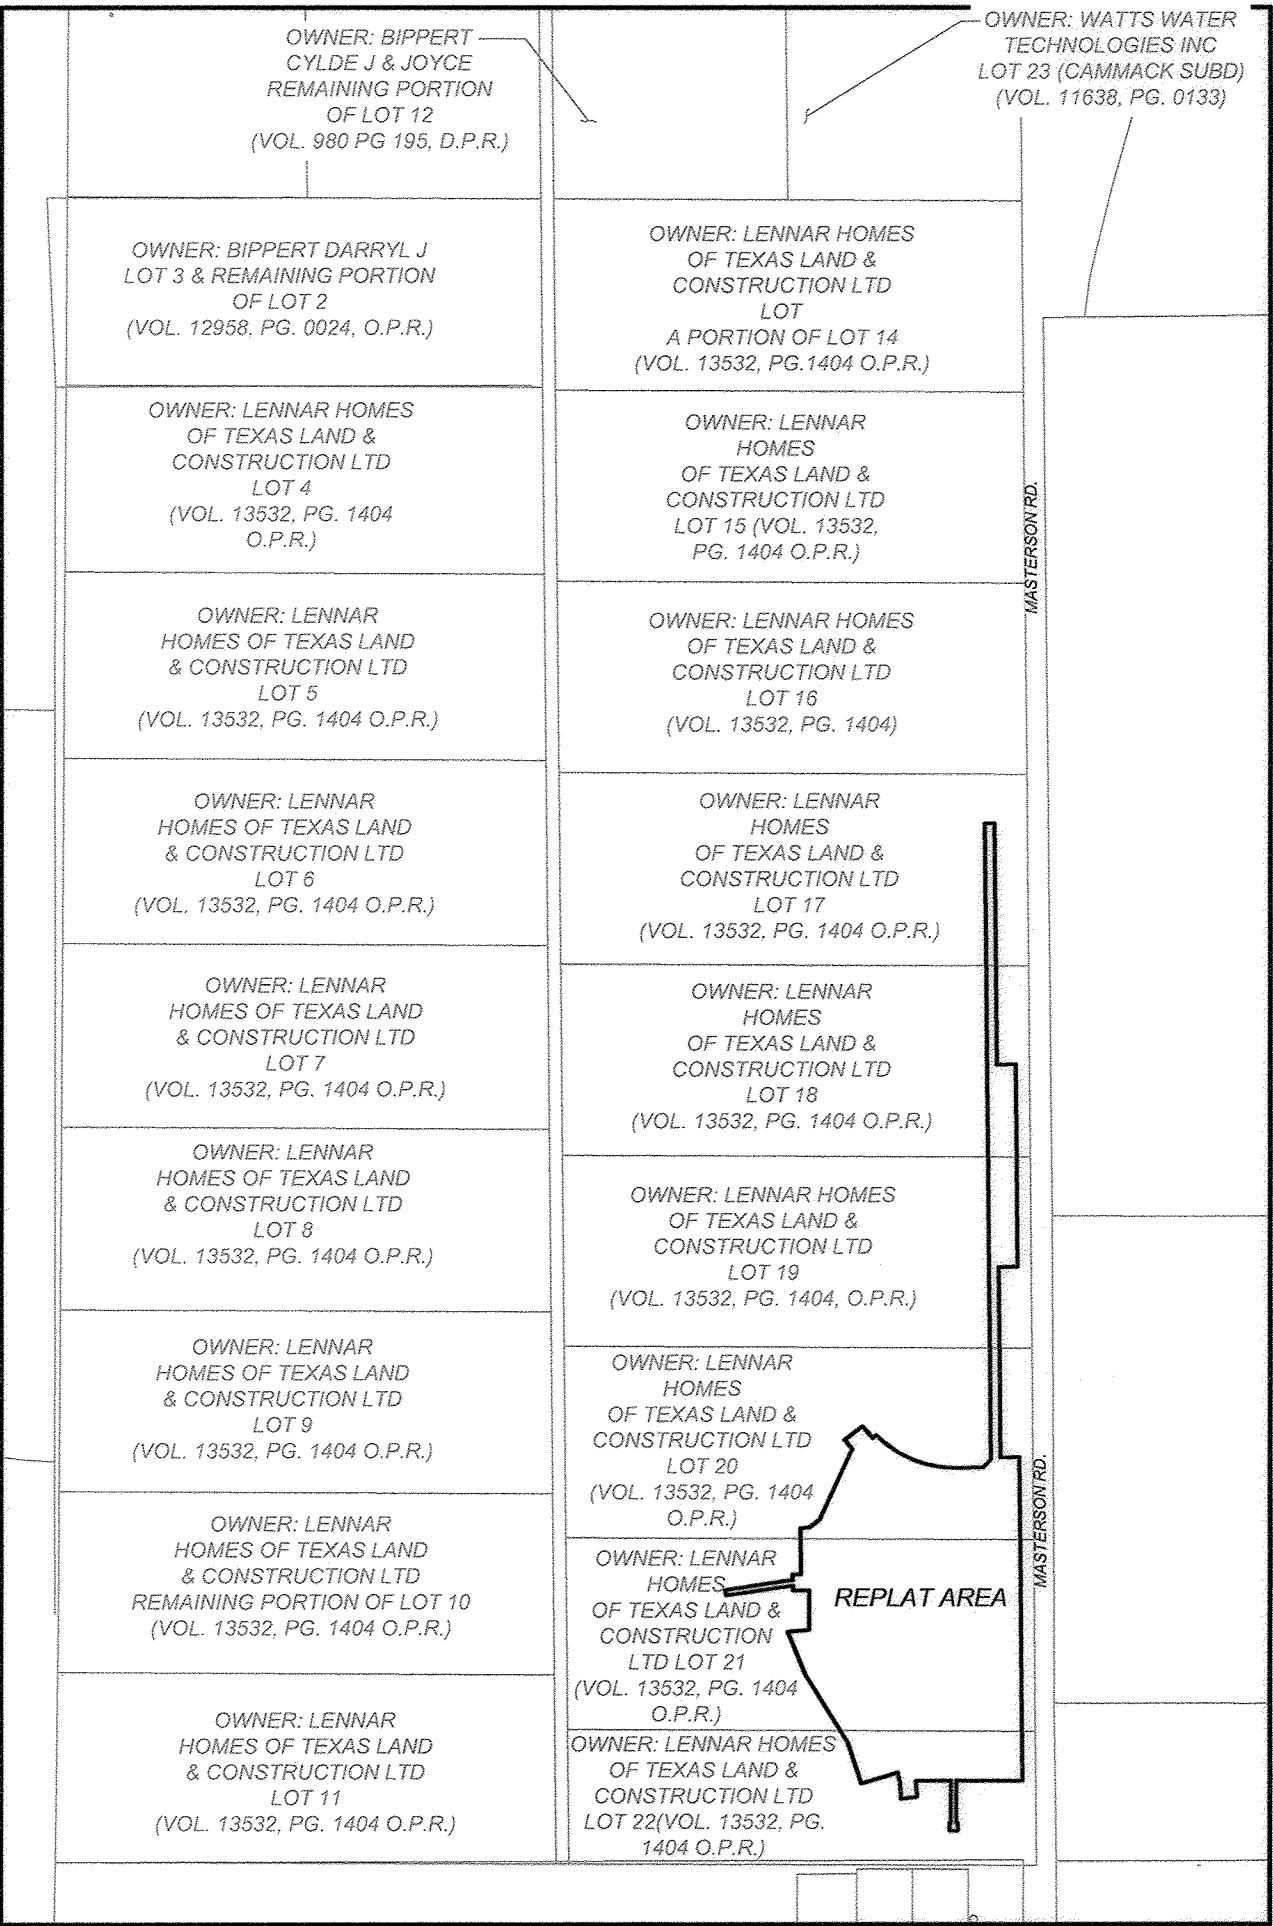 OWNER: BIPPERT
CYLDE J & JOYCE
REMAINING PORTION
OF LOT 12
(VOL. 980 PG 195, D.P.R.)
OWNER: WATTS WATER
TECHNOLOGIES INC
LOT 23 (CAMMACK SUBD)
(VOL. 11638, PG. 0133)
OWNER: BIPPERT DARRYL J
LOT 3 & REMAINING PORTION
OF LOT 2
(VOL. 12958, PG. 0024, O.P.R.)
OWNER: LENNAR HOMES
OF TEXAS LAND &
CONSTRUCTION LTD
LOT 4
(VOL. 13532, PG. 1404
O.P.R.)
OWNER: LENNAR
HOMES OF TEXAS LAND
& CONSTRUCTION LTD
LOT 5
(VOL. 13532, PG. 1404 O.P.R.)
OWNER: LENNAR
HOMES OF TEXAS LAND
& CONSTRUCTION LTD
LOT 6
(VOL. 13532, PG. 1404 O.P.R.)
OWNER: LENNAR
HOMES OF TEXAS LAND
& CONSTRUCTION LTD
LOT 7
(VOL. 13532, PG. 1404 O.P.R.)
OWNER: LENNAR
HOMES OF TEXAS LAND
& CONSTRUCTION LTD
LOT 8
(VOL. 13532, PG. 1404 O.P.R.)
OWNER: LENNAR
HOMES OF TEXAS LAND
& CONSTRUCTION LTD
LOT 9
(VOL. 13532, PG. 1404 O.P.R.)
OWNER: LENNAR
HOMES OF TEXAS LAND
& CONSTRUCTION LTD
REMAINING PORTION OF LOT 10
(VOL. 13532, PG. 1404 O.P.R.)
OWNER: LENNAR
HOMES OF TEXAS LAND
& CONSTRUCTION LTD
LOT 11
(VOL. 13532, PG. 1404 O.P.R.)
OWNER: LENNAR HOMES
OF TEXAS LAND &
CONSTRUCTION LTD
LOT
A PORTION OF LOT 14
(VOL. 13532, PG.1404 O.P.R.)
OWNER: LENNAR
HOMES
OF TEXAS LAND &
CONSTRUCTION LTD
LOT 15 (VOL. 13532,
PG. 1404 O.P.R.)
OWNER: LENNAR HOMES
OF TEXAS LAND &
CONSTRUCTION LTD
LOT 16
(VOL. 13532, PG. 1404)
OWNER: LENNAR
HOMES
OF TEXAS LAND &
CONSTRUCTION LTD
LOT 17
(VOL. 13532, PG. 1404 O.P.R.)
OWNER: LENNAR
HOMES
OF TEXAS LAND &
CONSTRUCTION LTD
LOT 18
(VOL. 13532, PG. 1404 O.P.R.)
OWNER: LENNAR HOMES
OF TEXAS LAND &
CONSTRUCTION LTD
LOT 19
(VOL. 13532, PG. 1404, O.P.R.)
OWNER: LENNAR
HOMES
OF TEXAS LAND &
CONSTRUCTION LTD
LOT 20
(VOL. 13532, PG. 1404
O.P.R.)
OWNER: LENNAR
HOMES
OF TEXAS LAND &
CONSTRUCTION
LTD LOT 21
(VOL. 13532, PG. 1404
O.P.R.)
OWNER: LENNAR HOMES
OF TEXAS LAND &
CONSTRUCTION LTD
LOT 22(VOL. 13532, PG.
1404 O.P.R.)
REPLAT AREA
MASTERSON RD.
MASTERSON RD.